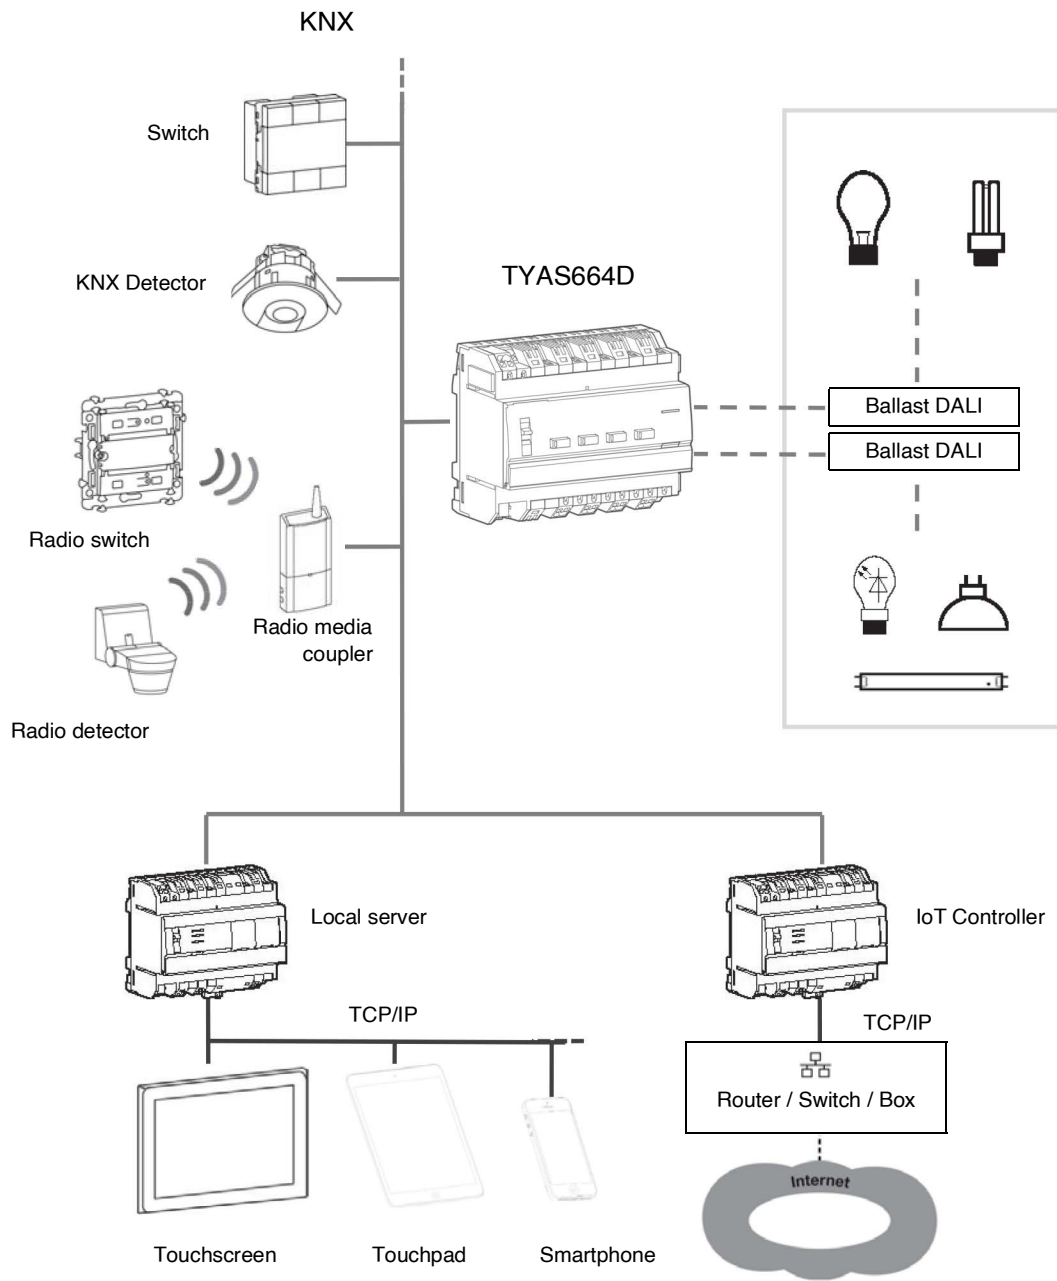 KNX
Switch
KNX Detector
TYAS664D
Ballast DALI
Ballast DALI
Radio switch
Radio media
coupler
Radio detector
Local server
IoT Controller
TCP/IP
TCP/IP
Router / Switch / Box
Internet
Touchscreen
Touchpad
Smartphone